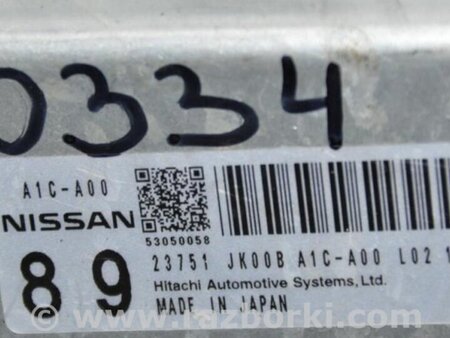 0334
A1C-A00
NISSAN
53050058
89
23751 JK00B A1C-A00 L02 1
Hitachi Automotive Systems, Ltd.
MADE IN JAPAN
www.razborki.com